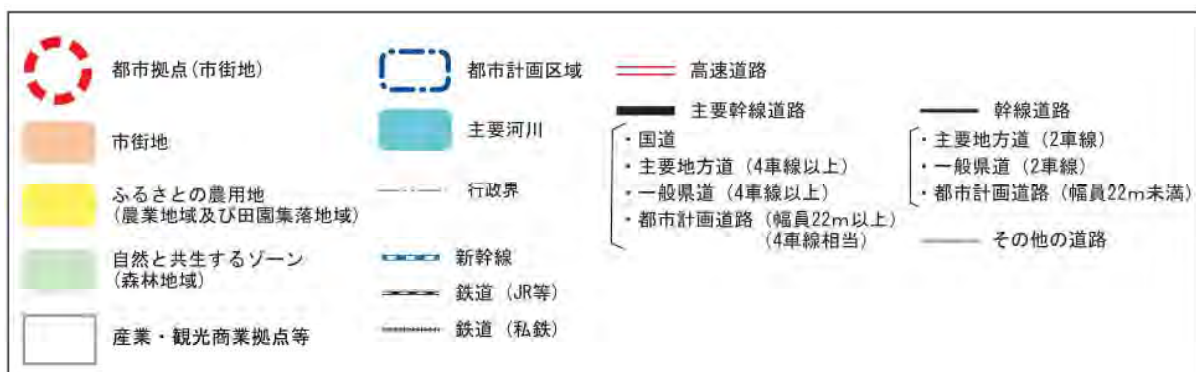 都市拠点(市街地)
市街地
ふるさとの農用地
(農業地域及び田園集落地域)
自然と共生するゾーン
(森林地域)
産業・観光商業拠点等
都市計画区域
主要河川
行政界
新幹線
鉄道(JR等)
鉄道(私鉄)
高速道路
主要幹線道路
・国道
・主要地方道(4車線以上)
・一般県道(4車線以上)
・都市計画道路(幅員22m以上)
(4車線相当)
幹線道路
・主要地方道(2車線)
・一般県道(2車線)
・都市計画道路(幅員22m未満)
その他の道路